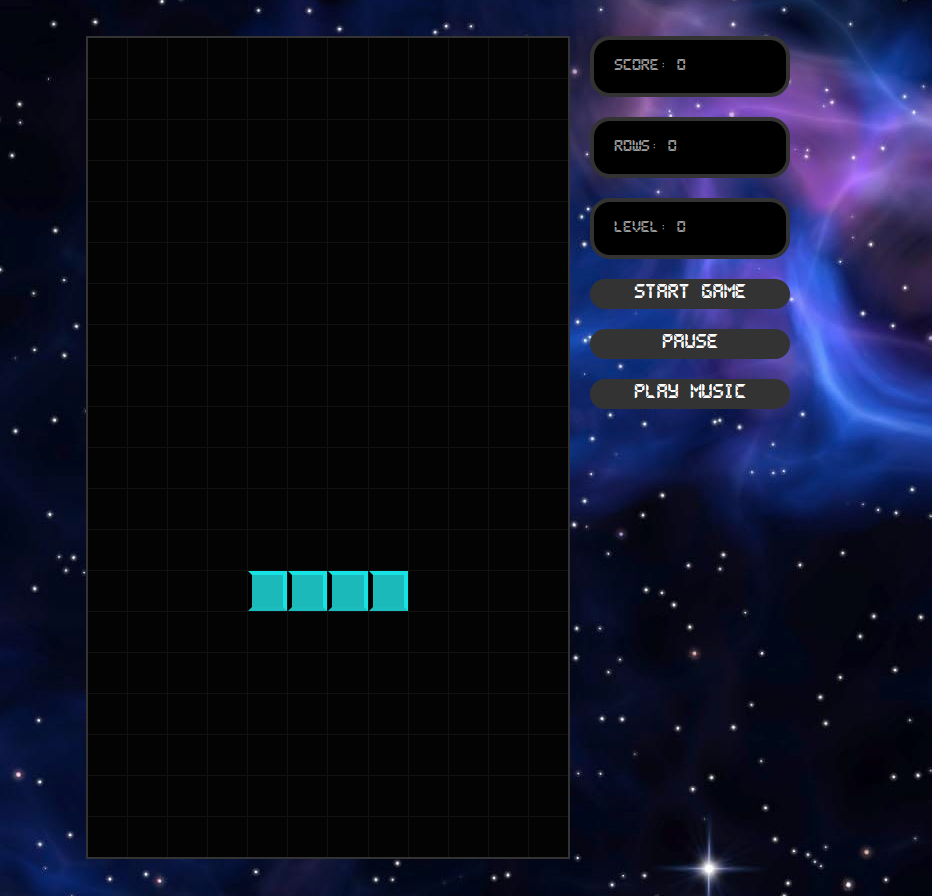 SCORE: 0
ROWS: 0
LEVEL: 0
START GAME
PAUSE
PLAY MUSIC